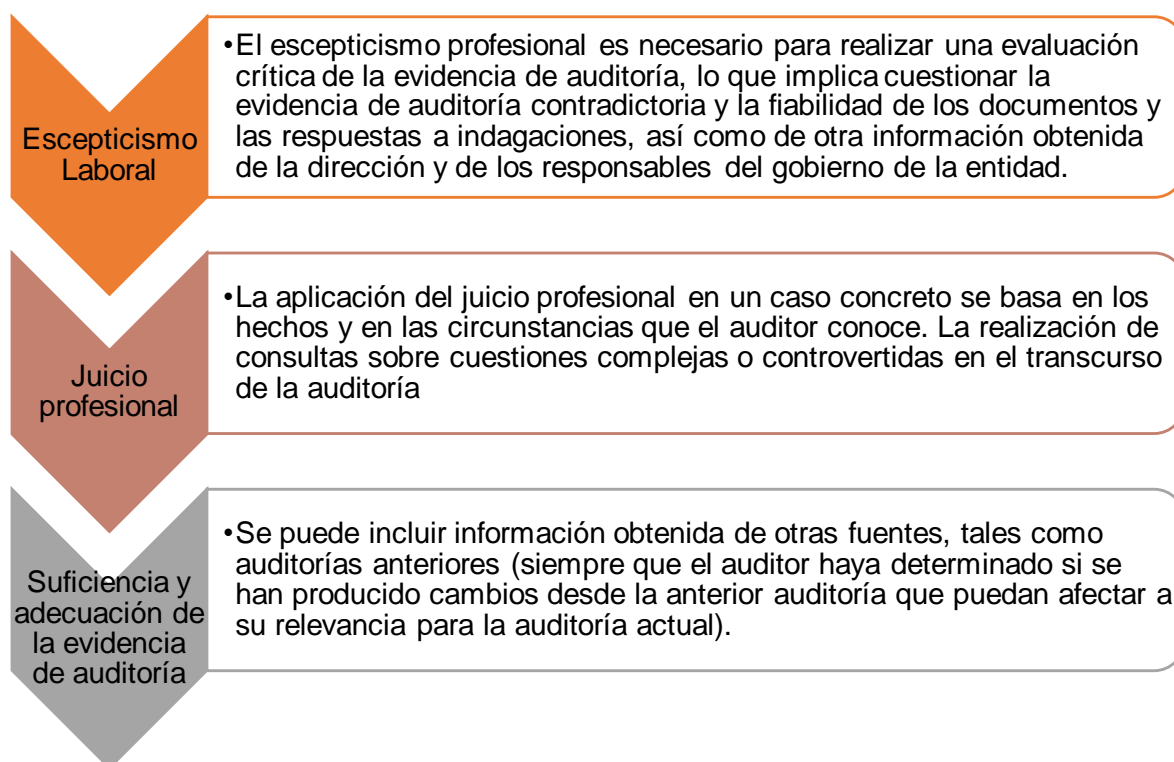 Escepticismo
Laboral
•El escepticismo profesional es necesario para realizar una evaluación
crítica de la evidencia de auditoría, lo que implica cuestionar la
evidencia de auditoría contradictoria y la fiabilidad de los documentos y
las respuestas a indagaciones, así como de otra información obtenida
de la dirección y de los responsables del gobierno de la entidad.
Juicio
profesional
•La aplicación del juicio profesional en un caso concreto se basa en los
hechos y en las circunstancias que el auditor conoce. La realización de
consultas sobre cuestiones complejas o controvertidas en el transcurso
de la auditoría
Suficiencia y
adecuación de
la evidencia
de auditoría
•Se puede incluir información obtenida de otras fuentes, tales como
auditorías anteriores (siempre que el auditor haya determinado si se
han producido cambios desde la anterior auditoría que puedan afectar a
su relevancia para la auditoría actual).